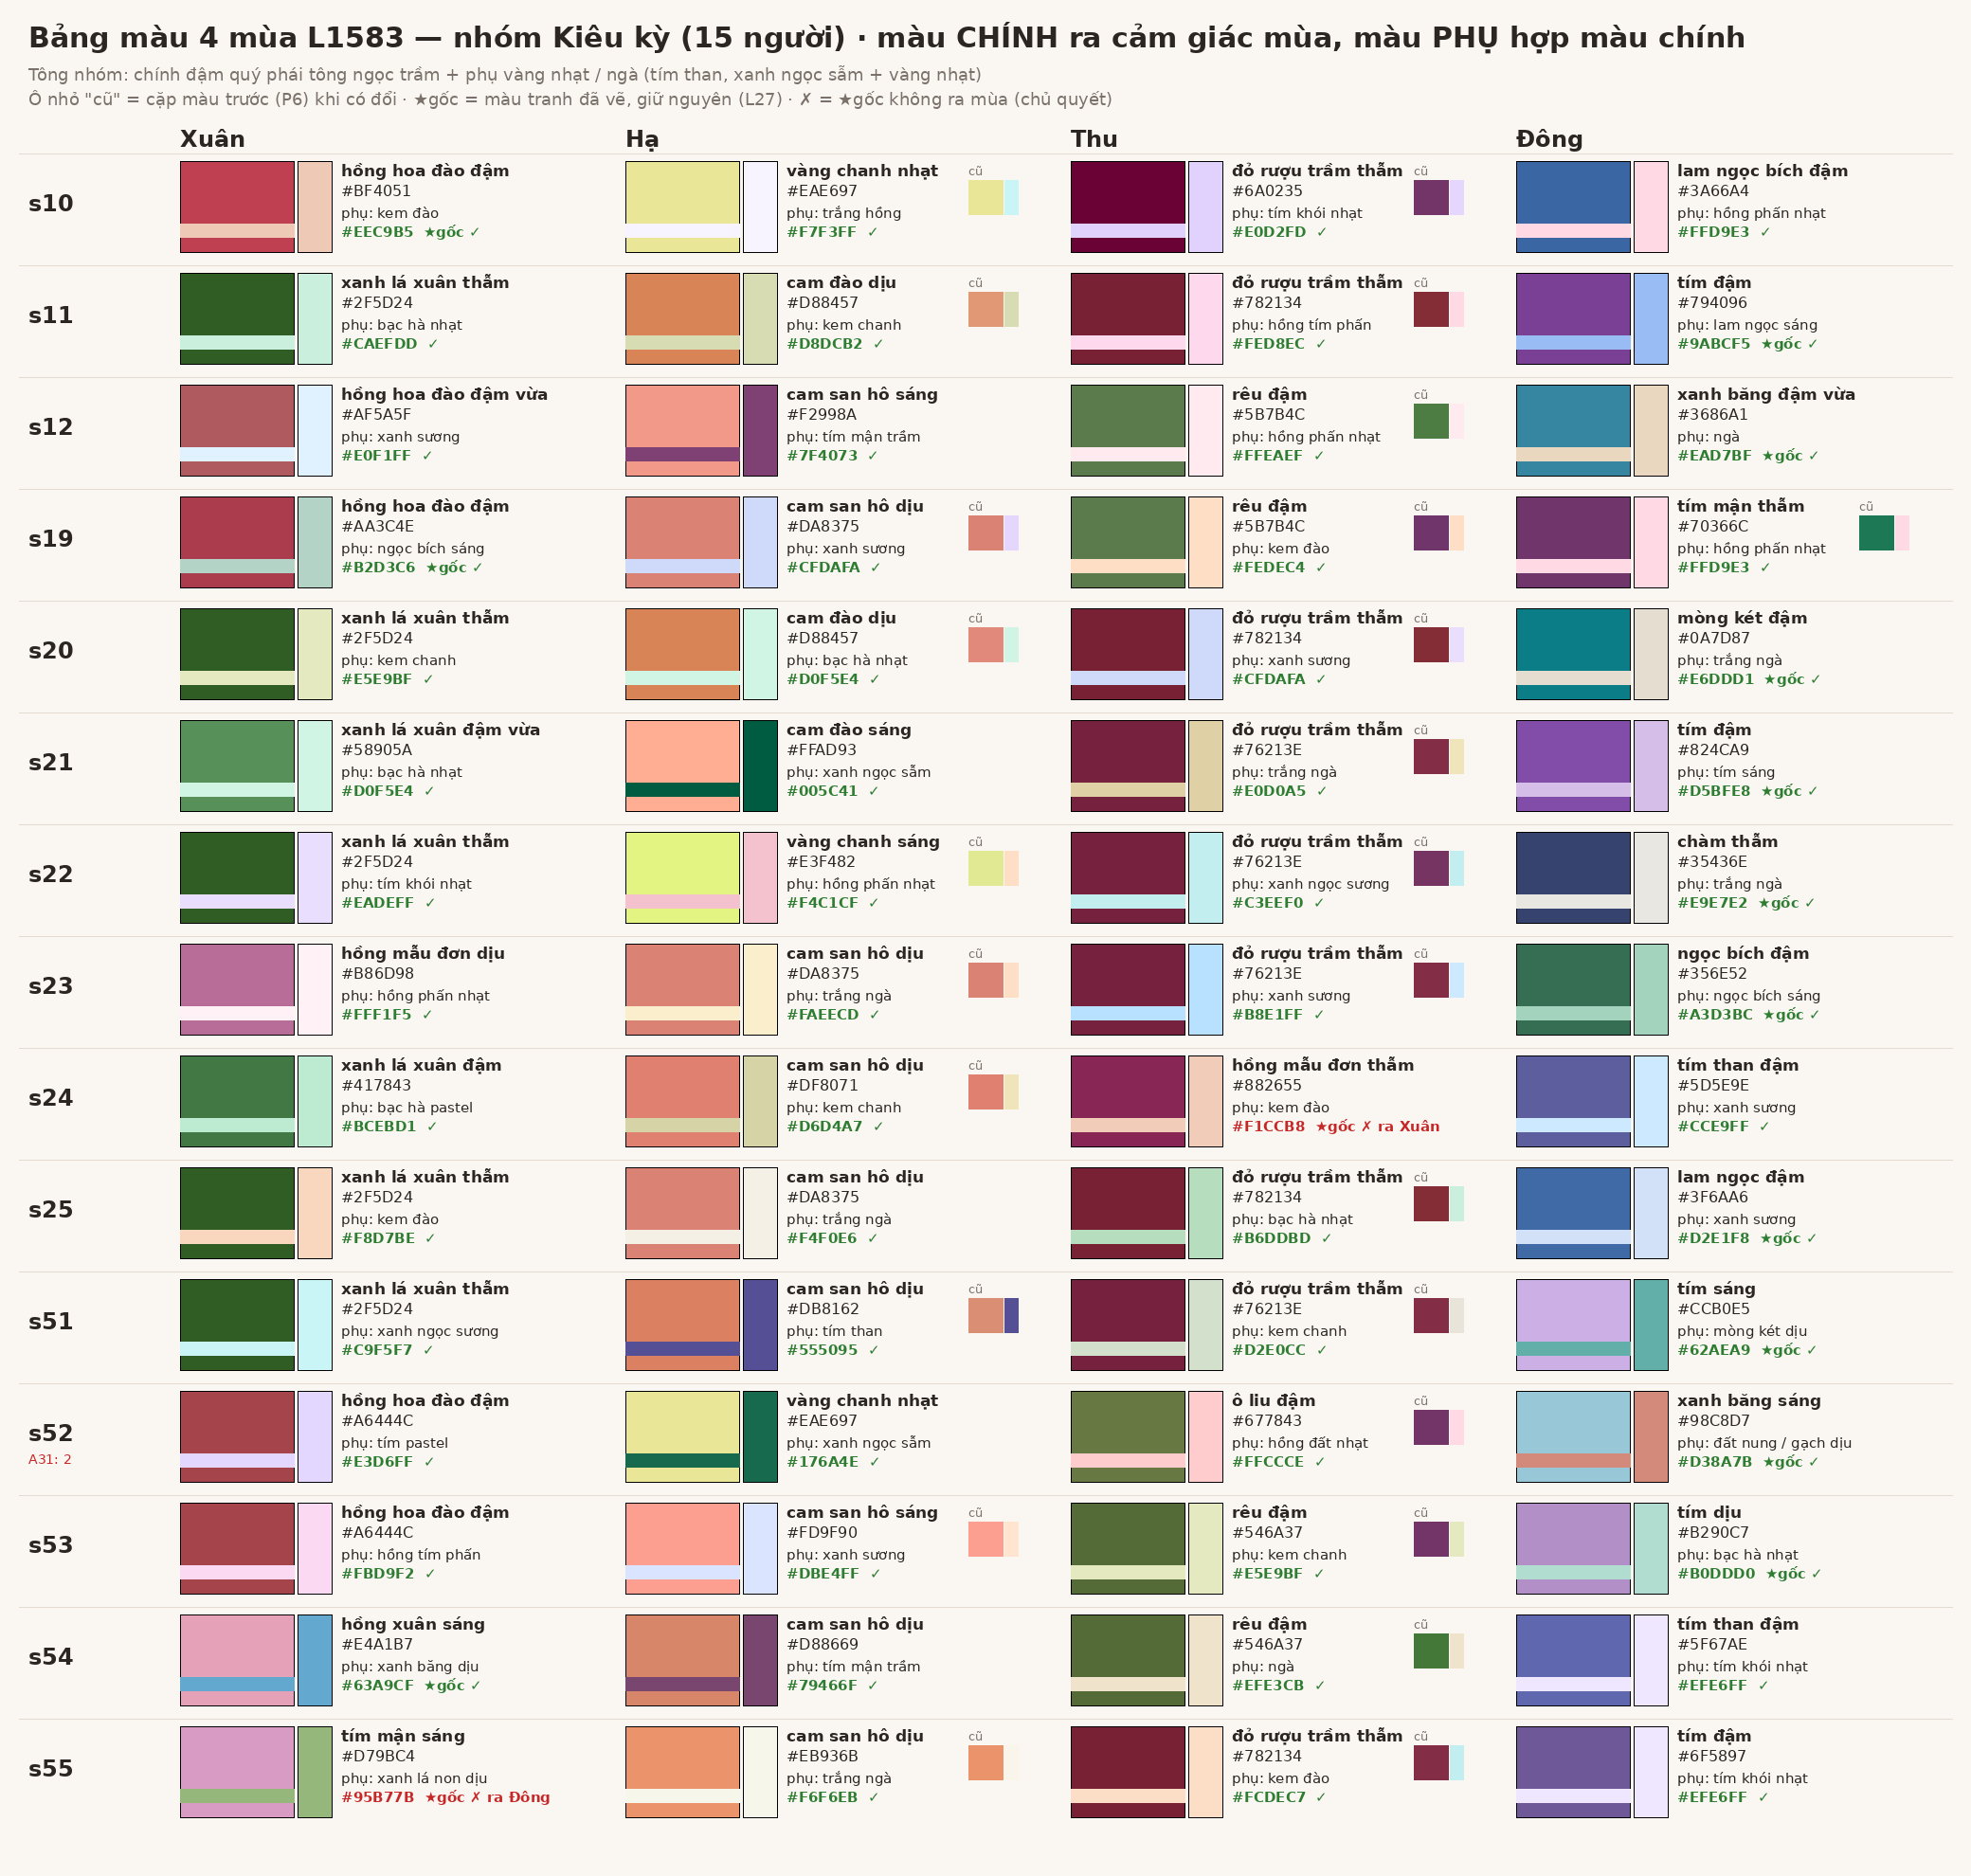 Bảng màu 4 mùa L1583 — nhóm Kiêu kỳ (15 người) · màu CHÍNH ra cảm giác mùa, màu PHỤ hợp màu chính
Tông nhóm: chính đậm quý phái tông ngọc trầm + phụ vàng nhạt / ngà (tím than, xanh ngọc sẫm + vàng nhạt)
Ô nhỏ "cũ" = cặp màu trước (P6) khi có đổi · ★gốc = màu tranh đã vẽ, giữ nguyên (L27) · ✗ = ★gốc không ra mùa (chủ quyết)
Xuân
Hạ
Thu
Đông
s10
hồng hoa đào đậm
#BF4051
phụ: kem đào
#EEC9B5 ★gốc ✓
vàng chanh nhạt
#EAE697
phụ: trắng hồng
#F7F3FF ✓
cũ
đỏ rượu trầm thẫm
#6A0235
phụ: tím khói nhạt
#E0D2FD ✓
cũ
lam ngọc bích đậm
#3A66A4
phụ: hồng phấn nhạt
#FFD9E3 ✓
s11
xanh lá xuân thẫm
#2F5D24
phụ: bạc hà nhạt
#CAEFDD ✓
cam đào dịu
#D88457
phụ: kem chanh
#D8DCB2 ✓
cũ
đỏ rượu trầm thẫm
#782134
phụ: hồng tím phấn
#FED8EC ✓
cũ
tím đậm
#794096
phụ: lam ngọc sáng
#9ABCF5 ★gốc ✓
s12
hồng hoa đào đậm vừa
#AF5A5F
phụ: xanh sương
#E0F1FF ✓
cam san hô sáng
#F2998A
phụ: tím mận trầm
#7F4073 ✓
rêu đậm
#5B7B4C
phụ: hồng phấn nhạt
#FFEAEF ✓
cũ
xanh băng đậm vừa
#3686A1
phụ: ngà
#EAD7BF ★gốc ✓
s19
hồng hoa đào đậm
#AA3C4E
phụ: ngọc bích sáng
#B2D3C6 ★gốc ✓
cam san hô dịu
#DA8375
phụ: xanh sương
#CFDAFA ✓
cũ
rêu đậm
#5B7B4C
phụ: kem đào
#FEDEC4 ✓
cũ
tím mận thẫm
#70366C
phụ: hồng phấn nhạt
#FFD9E3 ✓
cũ
s20
xanh lá xuân thẫm
#2F5D24
phụ: kem chanh
#E5E9BF ✓
cam đào dịu
#D88457
phụ: bạc hà nhạt
#D0F5E4 ✓
cũ
đỏ rượu trầm thẫm
#782134
phụ: xanh sương
#CFDAFA ✓
cũ
mòng két đậm
#0A7D87
phụ: trắng ngà
#E6DDD1 ★gốc ✓
s21
xanh lá xuân đậm vừa
#58905A
phụ: bạc hà nhạt
#D0F5E4 ✓
cam đào sáng
#FFAD93
phụ: xanh ngọc sẫm
#005C41 ✓
đỏ rượu trầm thẫm
#76213E
phụ: trắng ngà
#E0D0A5 ✓
cũ
tím đậm
#824CA9
phụ: tím sáng
#D5BFE8 ★gốc ✓
s22
xanh lá xuân thẫm
#2F5D24
phụ: tím khói nhạt
#EADEFF ✓
vàng chanh sáng
#E3F482
phụ: hồng phấn nhạt
#F4C1CF ✓
cũ
đỏ rượu trầm thẫm
#76213E
phụ: xanh ngọc sương
#C3EEF0 ✓
cũ
chàm thẫm
#35436E
phụ: trắng ngà
#E9E7E2 ★gốc ✓
s23
hồng mẫu đơn dịu
#B86D98
phụ: hồng phấn nhạt
#FFF1F5 ✓
cam san hô dịu
#DA8375
phụ: trắng ngà
#FAEECD ✓
cũ
đỏ rượu trầm thẫm
#76213E
phụ: xanh sương
#B8E1FF ✓
cũ
ngọc bích đậm
#356E52
phụ: ngọc bích sáng
#A3D3BC ★gốc ✓
s24
xanh lá xuân đậm
#417843
phụ: bạc hà pastel
#BCEBD1 ✓
cam san hô dịu
#DF8071
phụ: kem chanh
#D6D4A7 ✓
cũ
hồng mẫu đơn thẫm
#882655
phụ: kem đào
#F1CCB8 ★gốc ✗ ra Xuân
tím than đậm
#5D5E9E
phụ: xanh sương
#CCE9FF ✓
s25
xanh lá xuân thẫm
#2F5D24
phụ: kem đào
#F8D7BE ✓
cam san hô dịu
#DA8375
phụ: trắng ngà
#F4F0E6 ✓
đỏ rượu trầm thẫm
#782134
phụ: bạc hà nhạt
#B6DDBD ✓
cũ
lam ngọc đậm
#3F6AA6
phụ: xanh sương
#D2E1F8 ★gốc ✓
s51
xanh lá xuân thẫm
#2F5D24
phụ: xanh ngọc sương
#C9F5F7 ✓
cam san hô dịu
#DB8162
phụ: tím than
#555095 ✓
cũ
đỏ rượu trầm thẫm
#76213E
phụ: kem chanh
#D2E0CC ✓
cũ
tím sáng
#CCB0E5
phụ: mòng két dịu
#62AEA9 ★gốc ✓
s52
A31: 2
hồng hoa đào đậm
#A6444C
phụ: tím pastel
#E3D6FF ✓
vàng chanh nhạt
#EAE697
phụ: xanh ngọc sẫm
#176A4E ✓
ô liu đậm
#677843
phụ: hồng đất nhạt
#FFCCCE ✓
cũ
xanh băng sáng
#98C8D7
phụ: đất nung / gạch dịu
#D38A7B ★gốc ✓
s53
hồng hoa đào đậm
#A6444C
phụ: hồng tím phấn
#FBD9F2 ✓
cam san hô sáng
#FD9F90
phụ: xanh sương
#DBE4FF ✓
cũ
rêu đậm
#546A37
phụ: kem chanh
#E5E9BF ✓
cũ
tím dịu
#B290C7
phụ: bạc hà nhạt
#B0DDD0 ★gốc ✓
s54
hồng xuân sáng
#E4A1B7
phụ: xanh băng dịu
#63A9CF ★gốc ✓
cam san hô dịu
#D88669
phụ: tím mận trầm
#79466F ✓
rêu đậm
#546A37
phụ: ngà
#EFE3CB ✓
cũ
tím than đậm
#5F67AE
phụ: tím khói nhạt
#EFE6FF ✓
s55
tím mận sáng
#D79BC4
phụ: xanh lá non dịu
#95B77B ★gốc ✗ ra Đông
cam san hô dịu
#EB936B
phụ: trắng ngà
#F6F6EB ✓
cũ
đỏ rượu trầm thẫm
#782134
phụ: kem đào
#FCDEC7 ✓
cũ
tím đậm
#6F5897
phụ: tím khói nhạt
#EFE6FF ✓